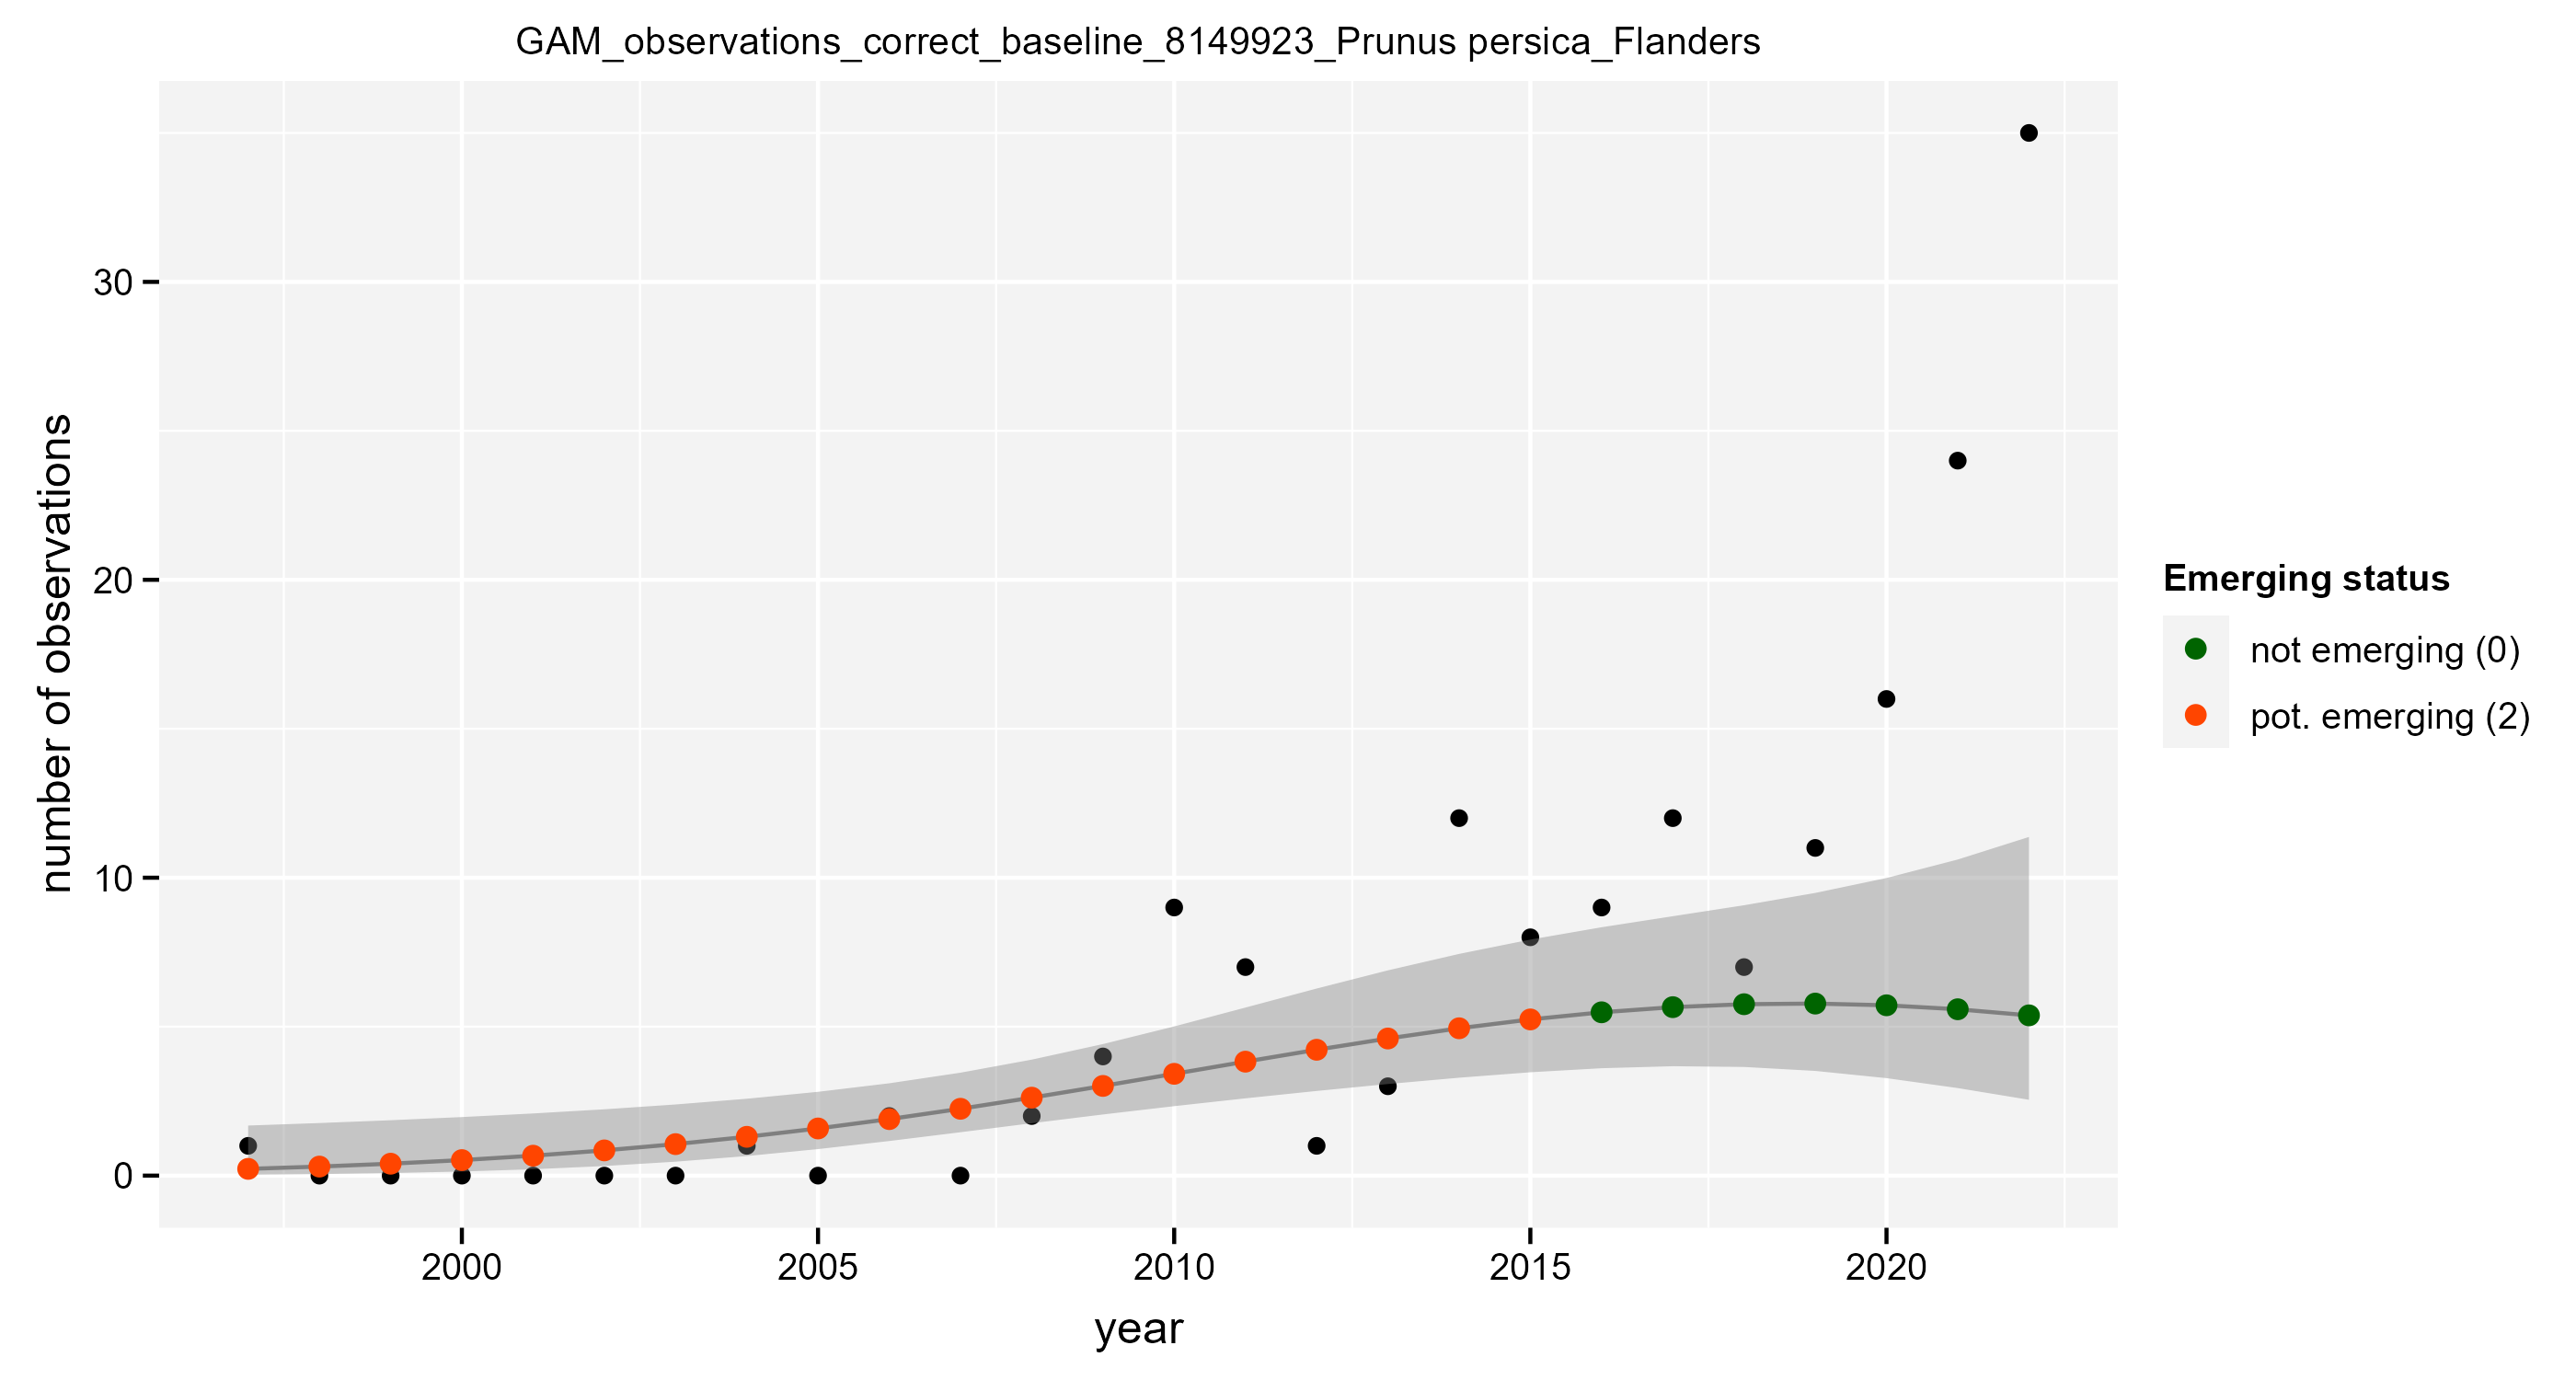 GAM_observations_correct_baseline_8149923_Prunus persica_Flanders
number of observations
30
20
10
0
2000
2005
2010
2015
2020
year
Emerging status
not emerging (0)
pot. emerging (2)